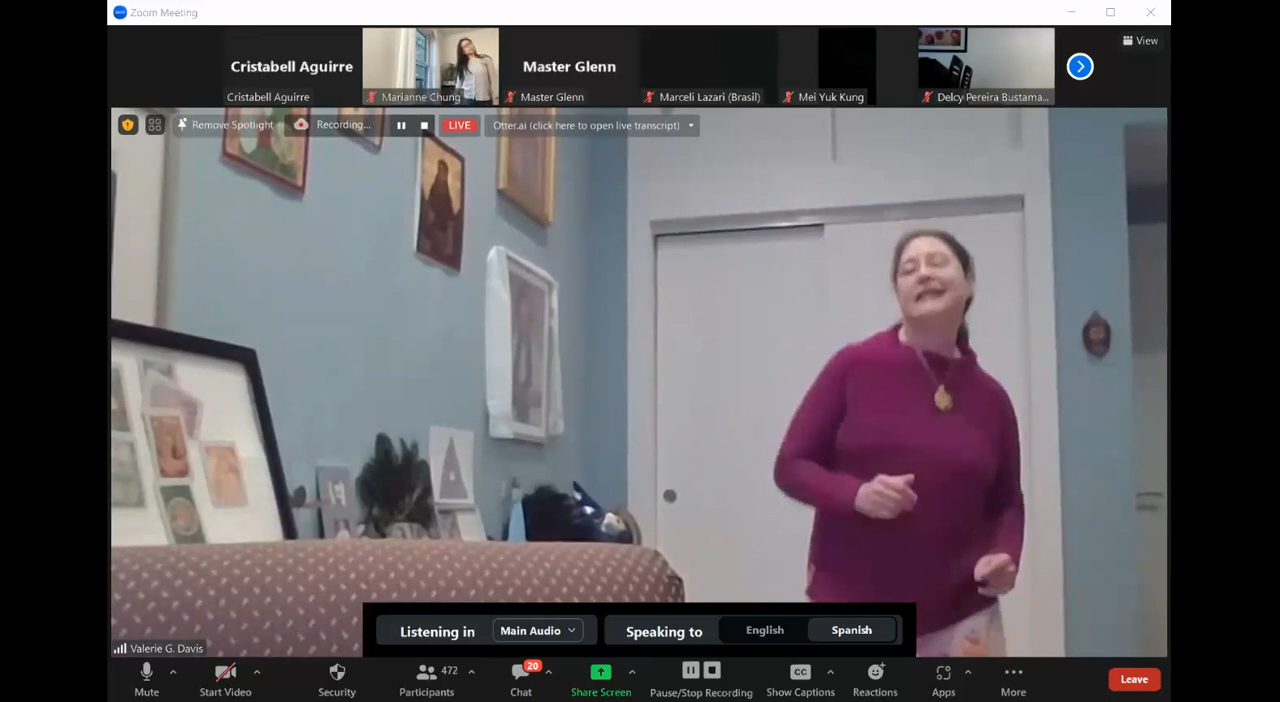 Zoom Meeting
Cristabell Aguirre
Master Glenn
View
Cristabell Aguirre
Marianne Chung
Master Glenn
Marceli Lazari (Brasil)
Mei Yuk Kung
Delcy Pereira Bustama...
Remove Spotlight
Recording...
LIVE
Otter.ai (click here to open live transcript)
Listening in
Main Audio
Speaking to
English
Spanish
Valerie G. Davis
472
20
Mute
Start Video
Security
Participants
Chat
Share Screen
Pause/Stop Recording
CC
Show Captions
Reactions
Apps
More
Leave